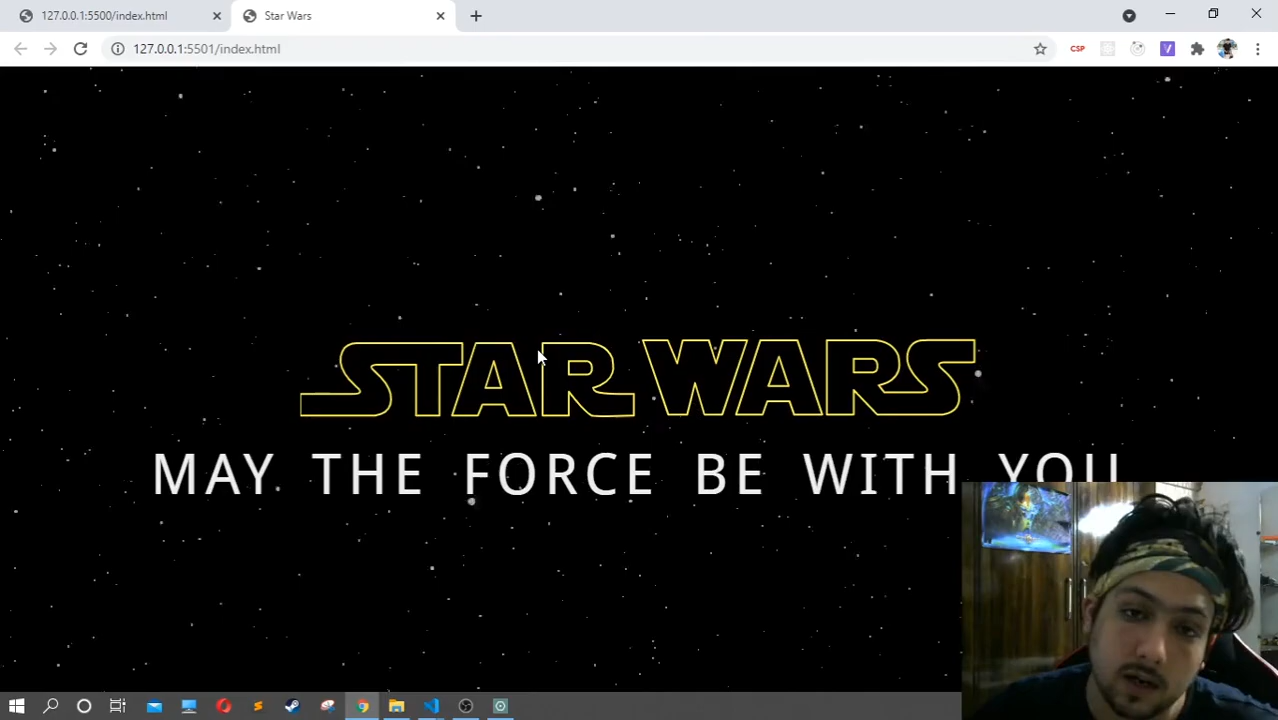 127.0.0.1:5500/index.html
Star Wars
127.0.0.1:5501/index.html
CSP
STAR WARS
MAY THE FORCE BE WITH YOU